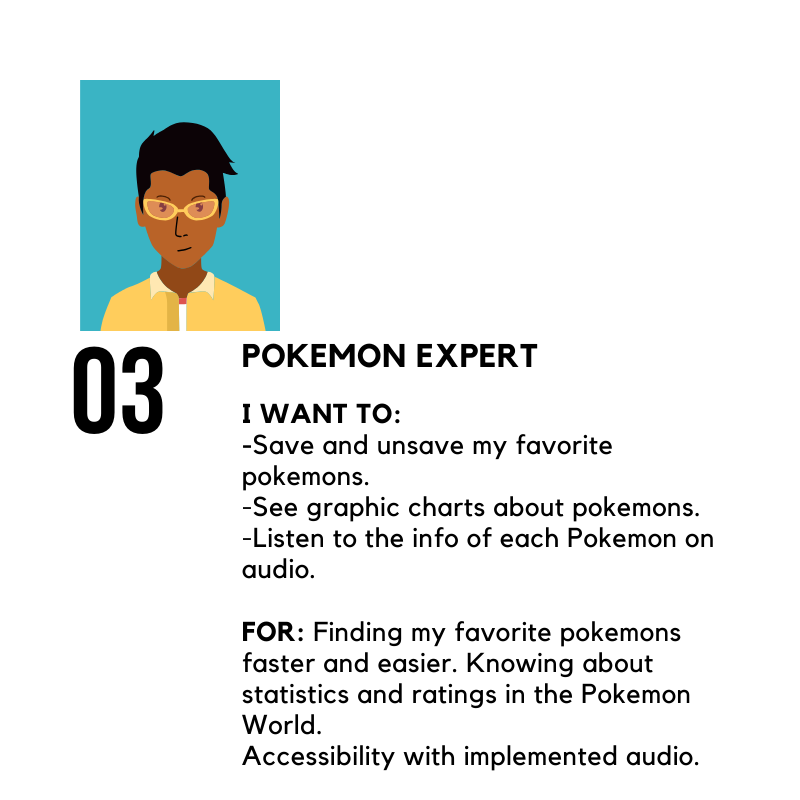 03
POKEMON EXPERT
I WANT TO:
-Save and unsave my favorite
pokemons.
-See graphic charts about pokemons.
-Listen to the info of each Pokemon on
audio.
FOR: Finding my favorite pokemons
faster and easier. Knowing about
statistics and ratings in the Pokemon
World.
Accessibility with implemented audio.